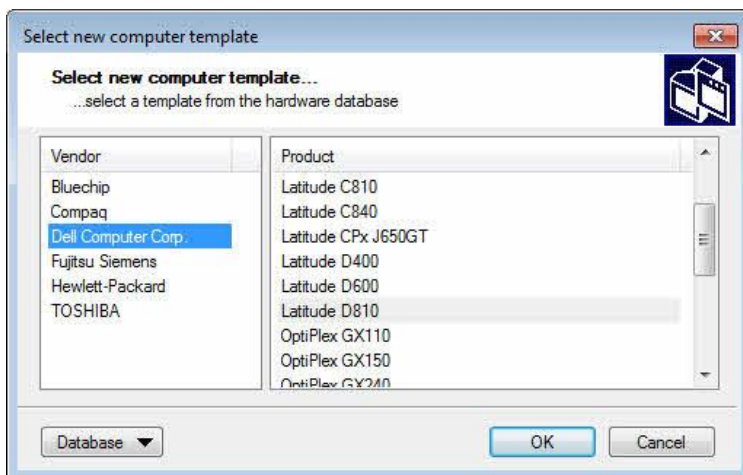 Select new computer template
Select new computer template...
...select a template from the hardware database
Vendor
Bluechip
Compaq
Dell Computer Corp.
Fujitsu Siemens
Hewlett-Packard
TOSHIBA
Product
Latitude C810
Latitude C840
Latitude CPx J650GT
Latitude D400
Latitude D600
Latitude D810
OptiPlex GX110
OptiPlex GX150
OptiPlex GX240
Database
OK
Cancel